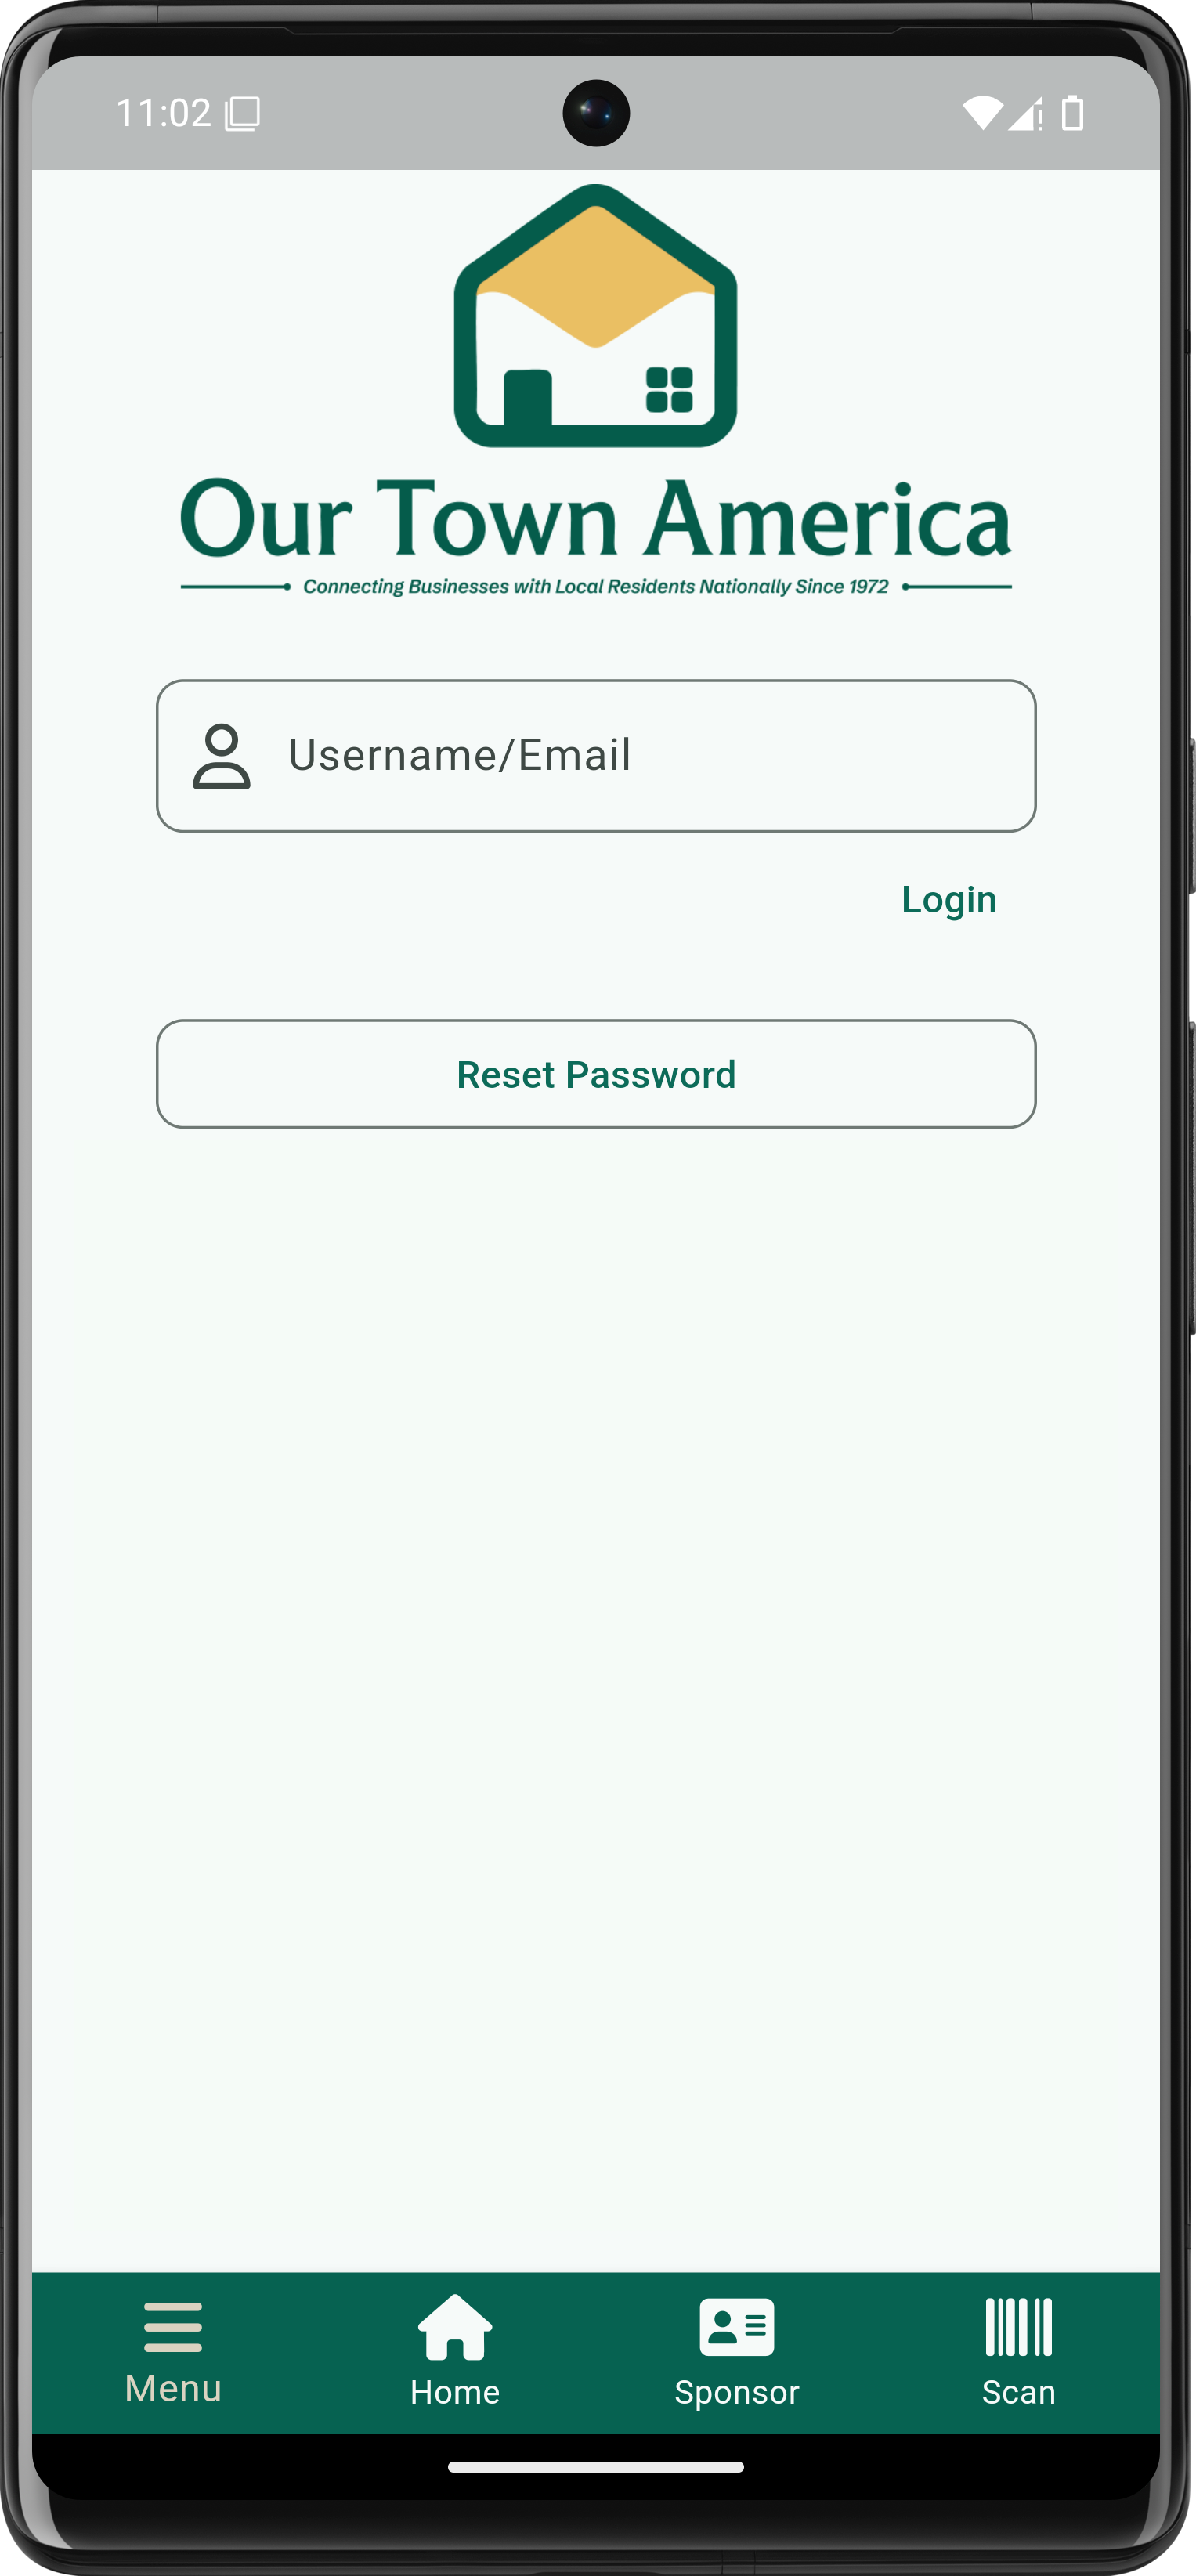 11:02
Our Town America
Connecting Businesses with Local Residents Nationally Since 1972
Username/Email
Login
Reset Password
Menu Home Sponsor Scan